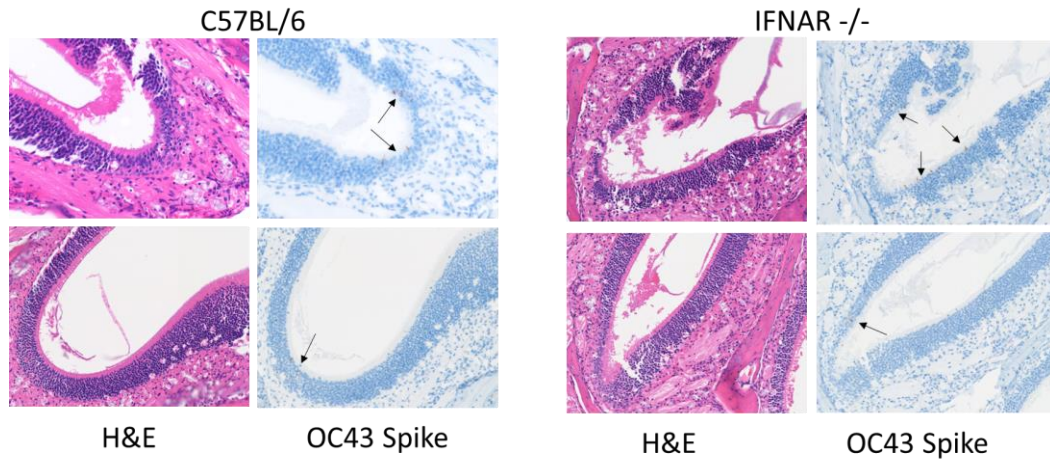 C57BL/6
IFNAR -/-
H&E
OC43 Spike
H&E
OC43 Spike